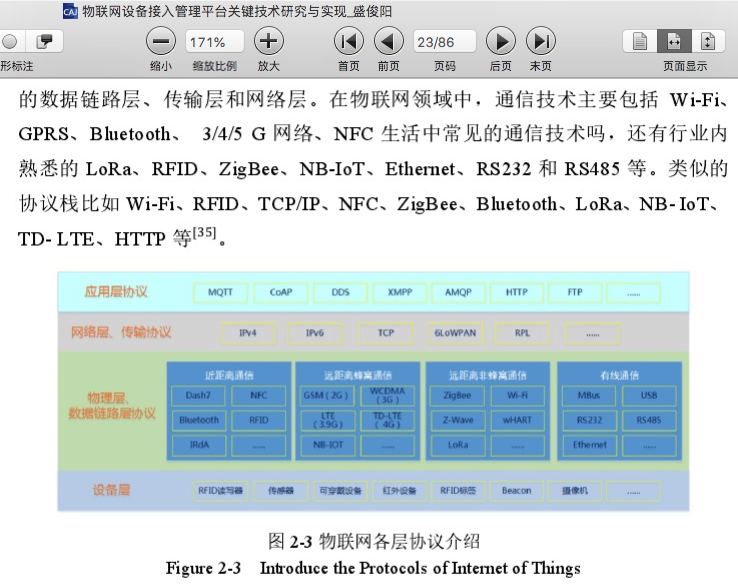 物联网设备接入管理平台关键技术研究与实现_盛俊阳
171%
23/86
形标注 缩小 缩放比例 放大 首页 前页 页码 后页 末页 页面显示
的数据链路层、传输层和网络层。在物联网领域中，通信技术主要包括 Wi-Fi、
GPRS、Bluetooth、 3/4/5 G 网络、NFC 生活中常见的通信技术吗，还有行业内
熟悉的 LoRa、RFID、ZigBee、NB-IoT、Ethernet、RS232 和 RS485 等。类似的
协议栈比如 Wi-Fi、RFID、TCP/IP、NFC、ZigBee、Bluetooth、LoRa、NB- IoT、
TD- LTE、HTTP 等[35]。
应用层协议 MQTT CoAP DDS XMPP AMQP HTTP FTP ......
网络层、传输协议 IPv4 IPv6 TCP 6LoWPAN RPL ......
物理层、
数据链路层协议
近距离通信
Dash7 NFC
Bluetooth RFID
IRdA ......
远距离蜂窝通信
GSM（2G） WCDMA（3G）
LTE（3.9G） TD-LTE（4G）
NB-IOT ......
远距离非蜂窝通信
ZigBee Wi-Fi
Z-Wave wHART
LoRa ......
有线通信
MBus USB
RS232 RS485
Ethernet ......
设备层 RFID读写器 传感器 可穿戴设备 红外设备 RFID标签 Beacon 摄像机 ......
图 2-3 物联网各层协议介绍
Figure 2-3 Introduce the Protocols of Internet of Things